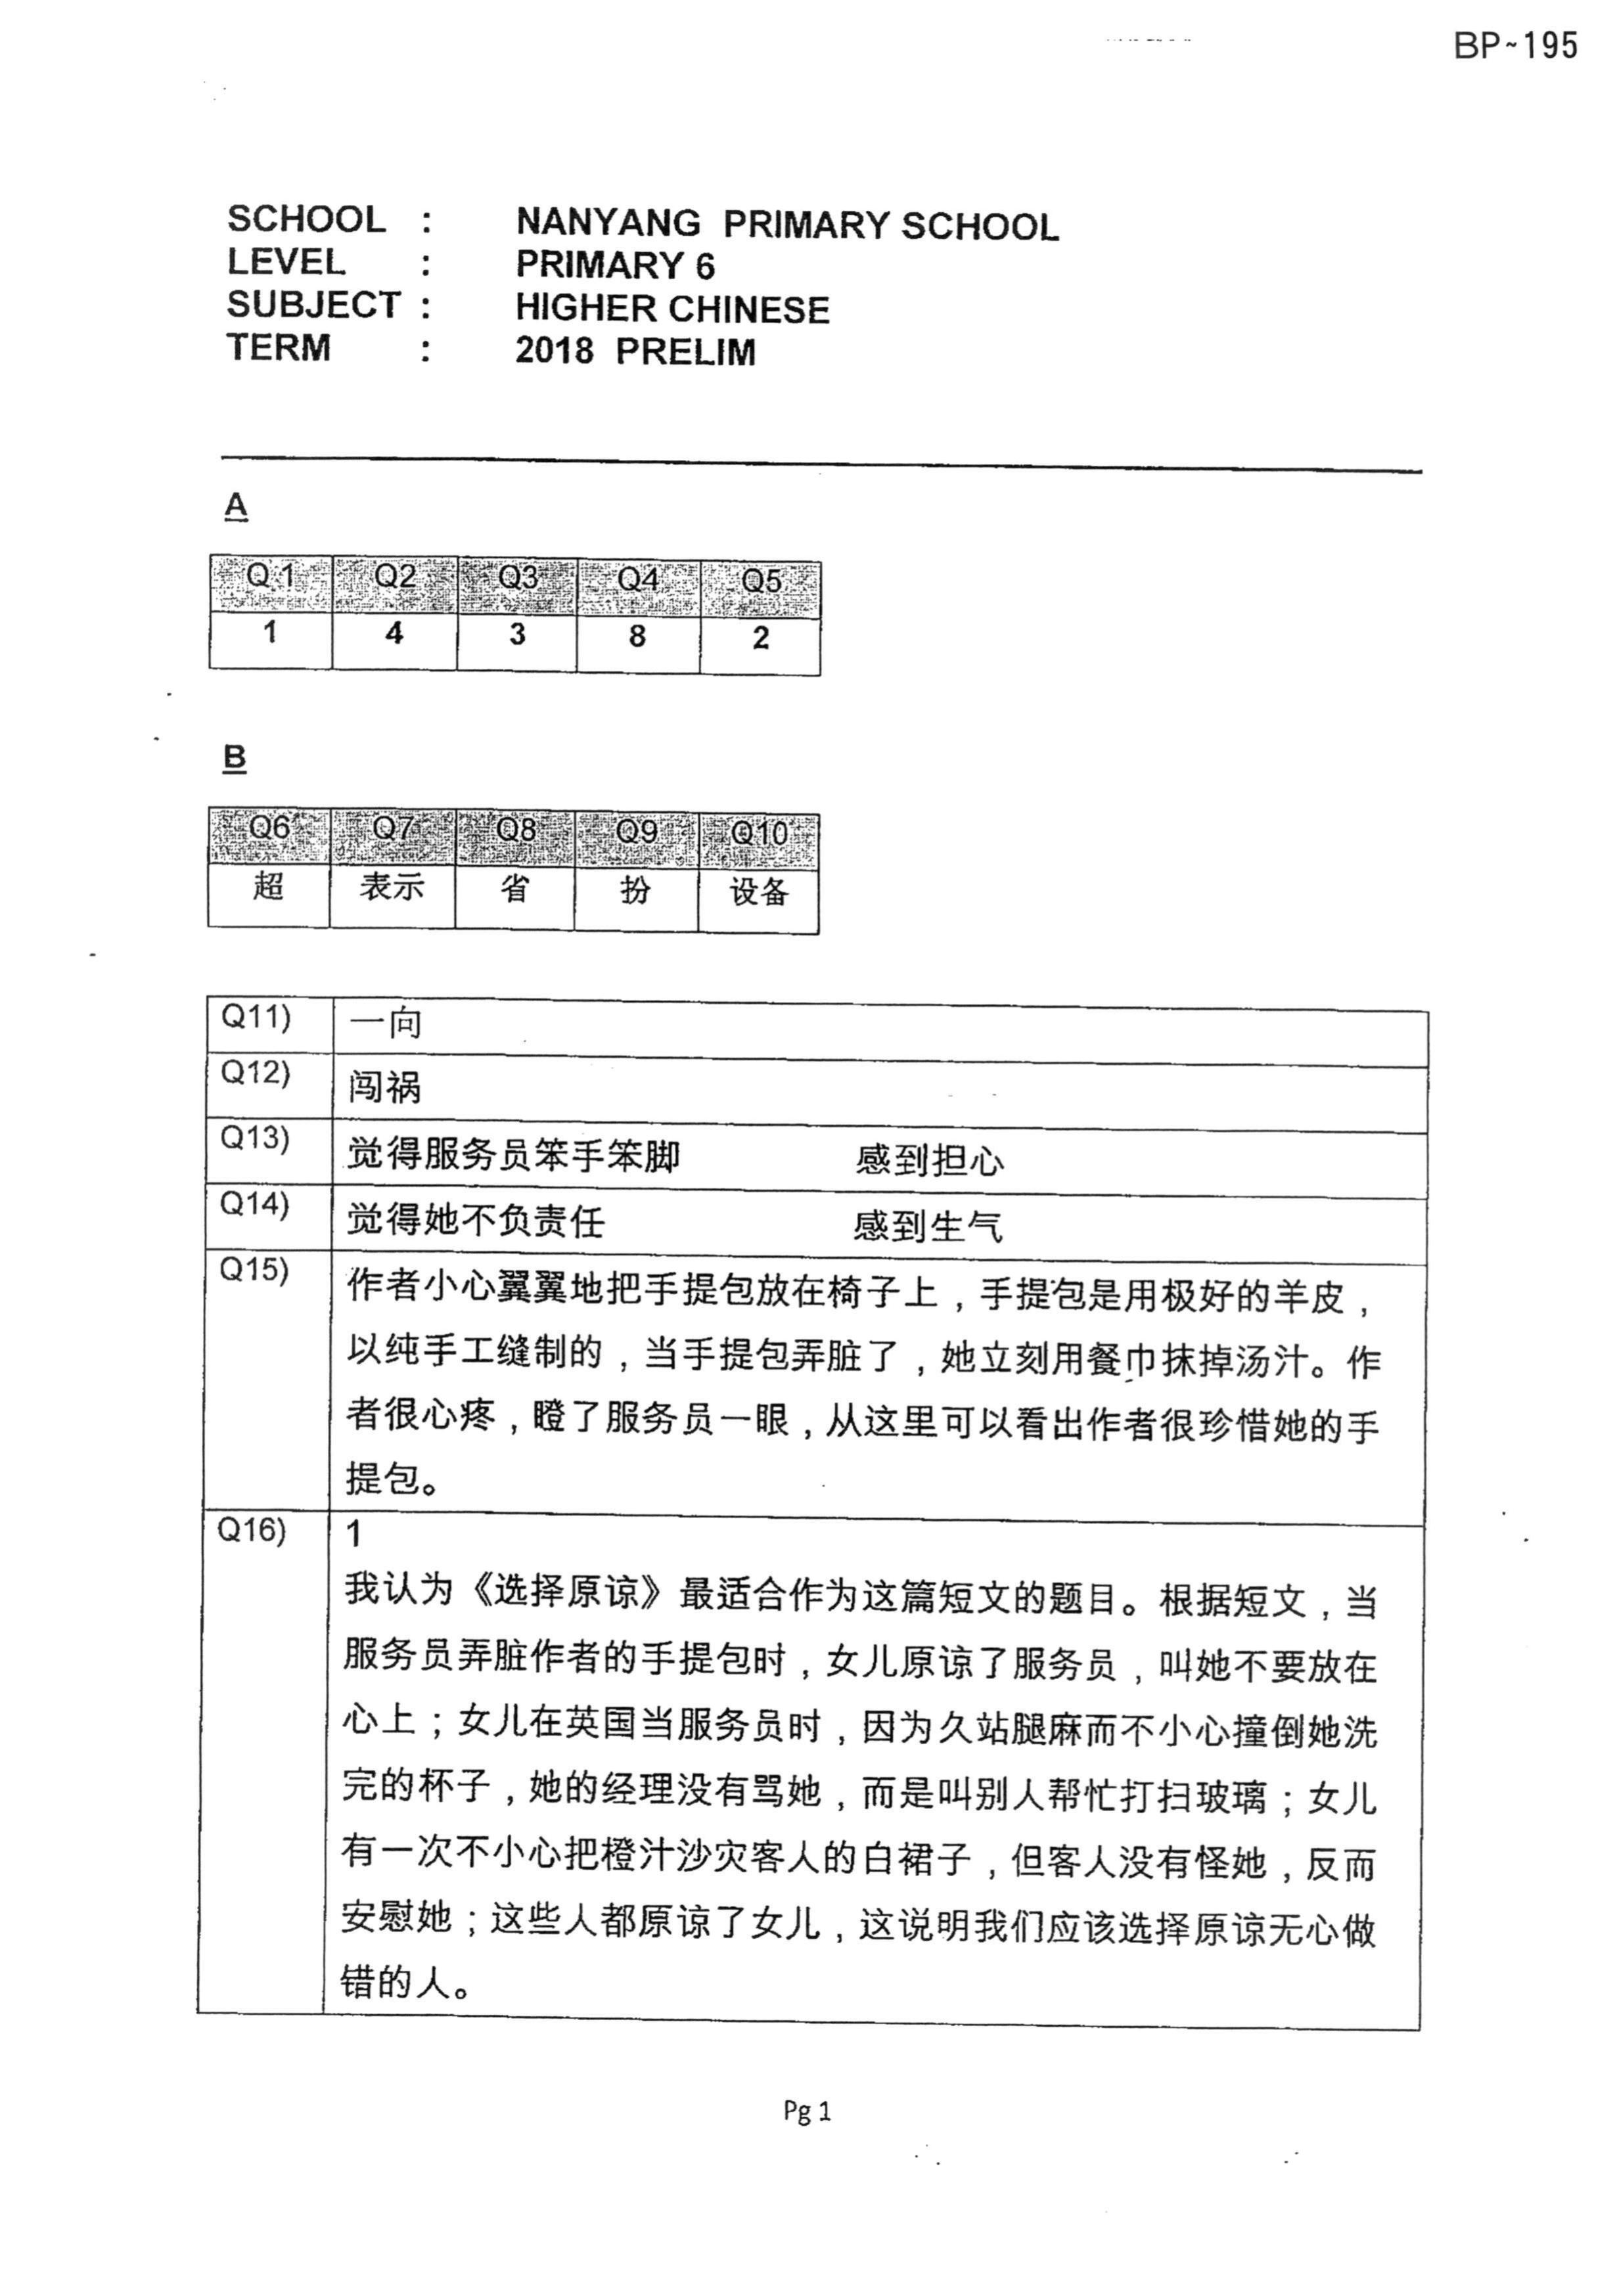 BP~195
SCHOOL : NANYANG PRIMARY SCHOOL
LEVEL : PRIMARY 6
SUBJECT : HIGHER CHINESE
TERM : 2018 PRELIM
A
Q.1 Q2 Q3 Q4 Q5
1 4 3 8 2
B
Q6 Q7 Q8 Q9 Q10
超 表示 省 扮 设备
Q11) 一向
Q12) 闯祸
Q13) 觉得服务员笨手笨脚 感到担心
Q14) 觉得她不负责任 感到生气
Q15) 作者小心翼翼地把手提包放在椅子上，手提包是用极好的羊皮，
以纯手工缝制的，当手提包弄脏了，她立刻用餐巾抹掉汤汁。作
者很心疼，瞪了服务员一眼，从这里可以看出作者很珍惜她的手
提包。
Q16) 1
我认为《选择原谅》最适合作为这篇短文的题目。根据短文，当
服务员弄脏作者的手提包时，女儿原谅了服务员，叫她不要放在
心上；女儿在英国当服务员时，因为久站腿麻而不小心撞倒她洗
完的杯子，她的经理没有骂她，而是叫别人帮忙打扫玻璃；女儿
有一次不小心把橙汁沙灾客人的白裙子，但客人没有怪她，反而
安慰她；这些人都原谅了女儿，这说明我们应该选择原谅无心做
错的人。
Pg 1